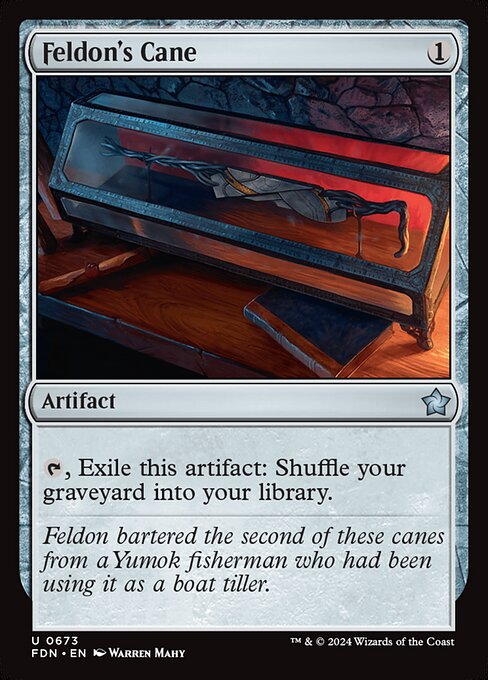 Feldon's Cane 1
Artifact
, Exile this artifact: Shuffle your
graveyard into your library.
Feldon bartered the second of these canes
from a Yumok fisherman who had been
using it as a boat tiller.
U 0673
FDN • EN Warren Mahy
™ & © 2024 Wizards of the Coast